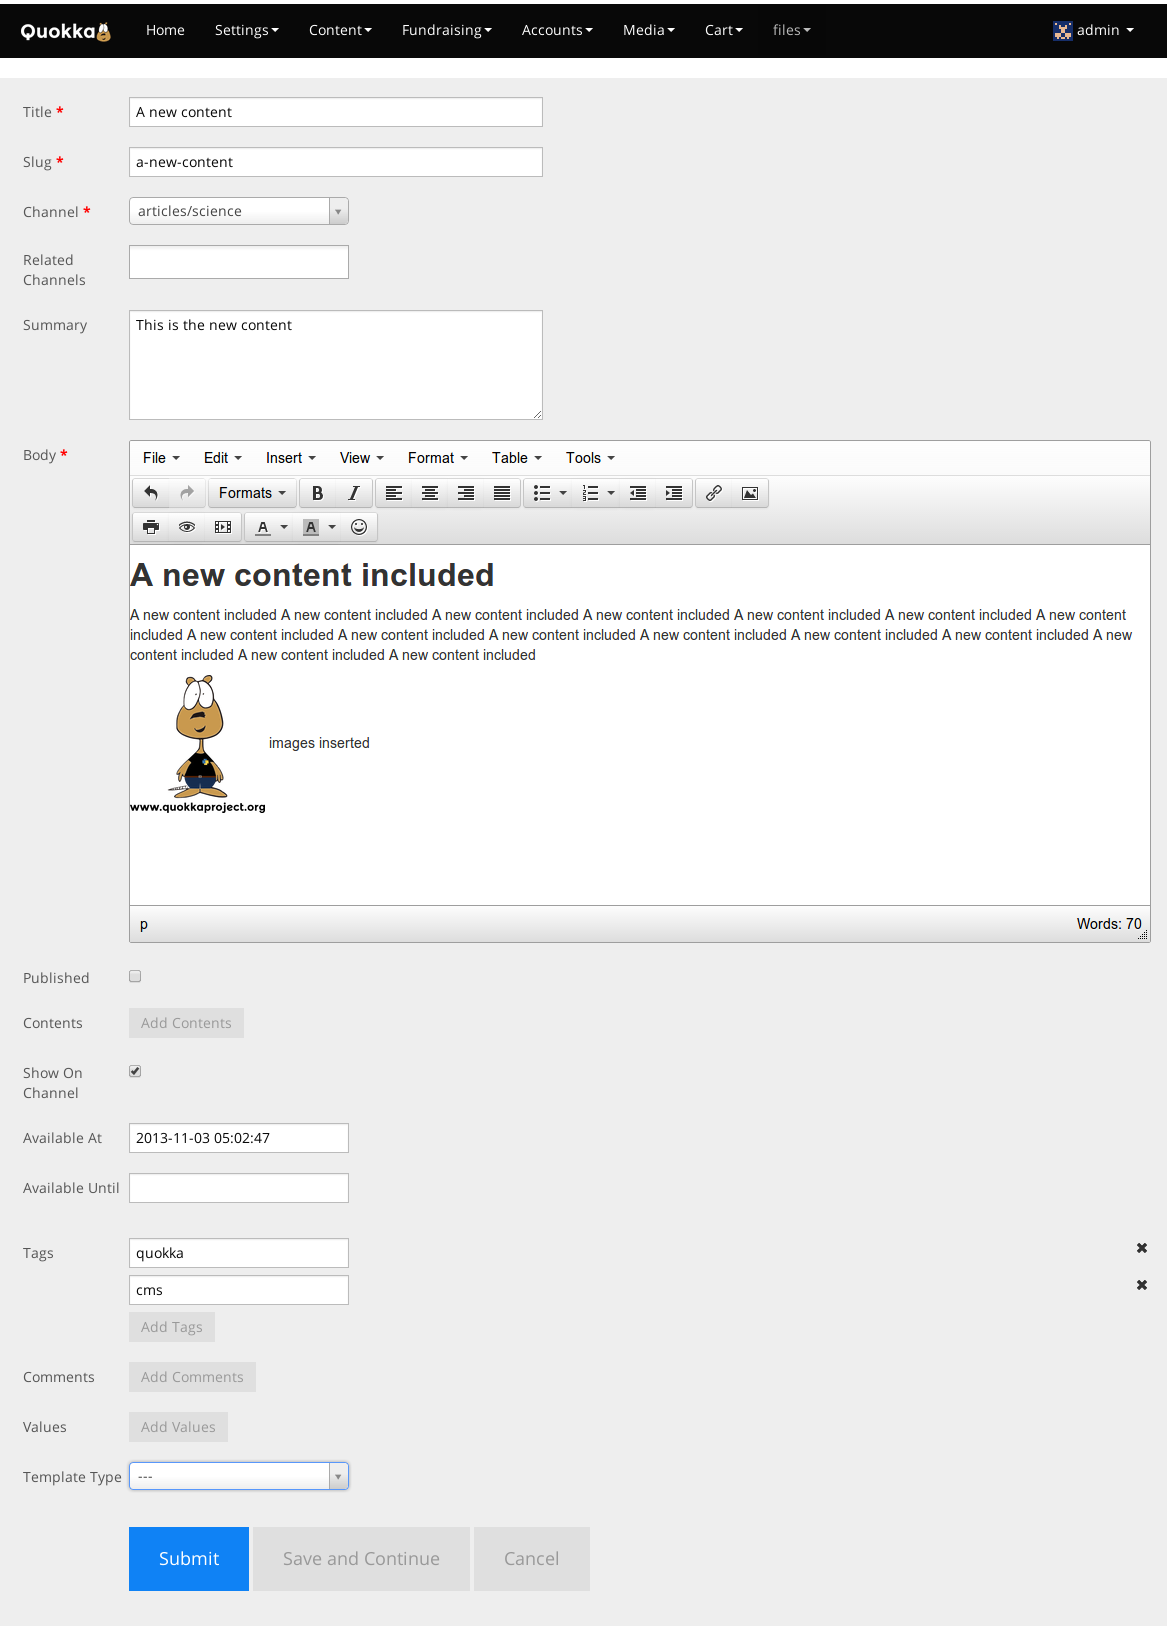 Quokka Home Settings Content Fundraising Accounts Media Cart files admin
Title * A new content
Slug * a-new-content
Channel * articles/science
Related
Channels
Summary This is the new content
Body * File Edit Insert View Format Table Tools
Formats B I
A A
A new content included
A new content included A new content included A new content included A new content included A new content included A new content included A new content
included A new content included A new content included A new content included A new content included A new content included A new content included A new
content included A new content included A new content included
images inserted
www.quokkaproject.org
p Words: 70
Published
Contents Add Contents
Show On
Channel
Available At 2013-11-03 05:02:47
Available Until
Tags quokka
cms
Add Tags
Comments Add Comments
Values Add Values
Template Type ---
Submit Save and Continue Cancel